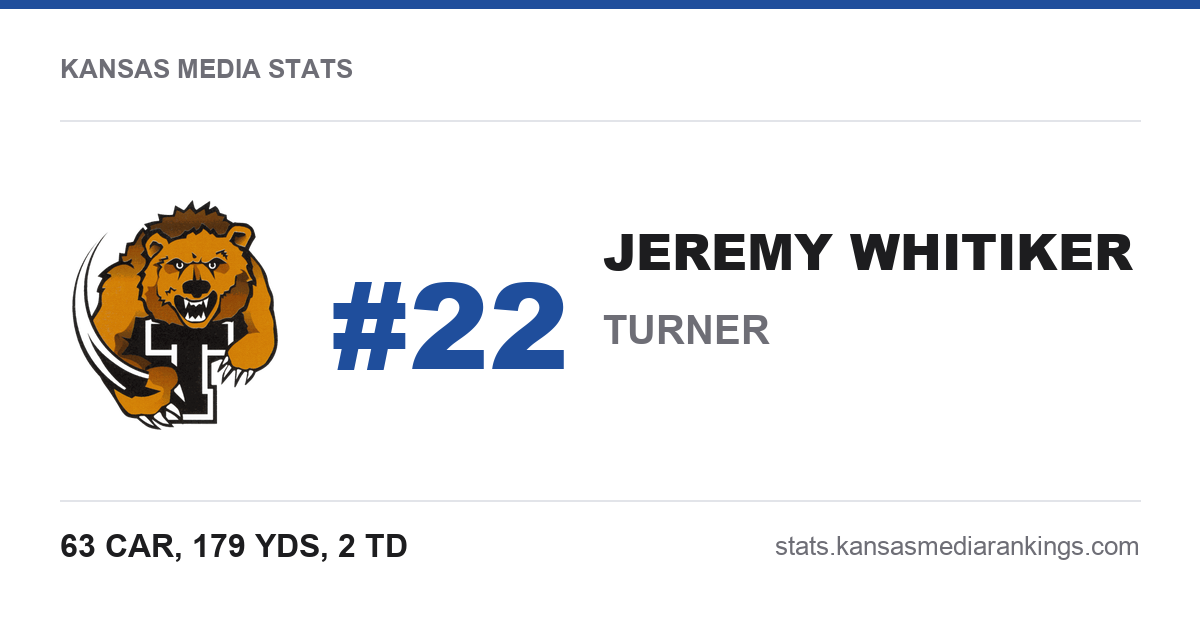 KANSAS MEDIA STATS
T
#22
JEREMY WHITIKER
TURNER
63 CAR, 179 YDS, 2 TD
stats.kansasmediarankings.com